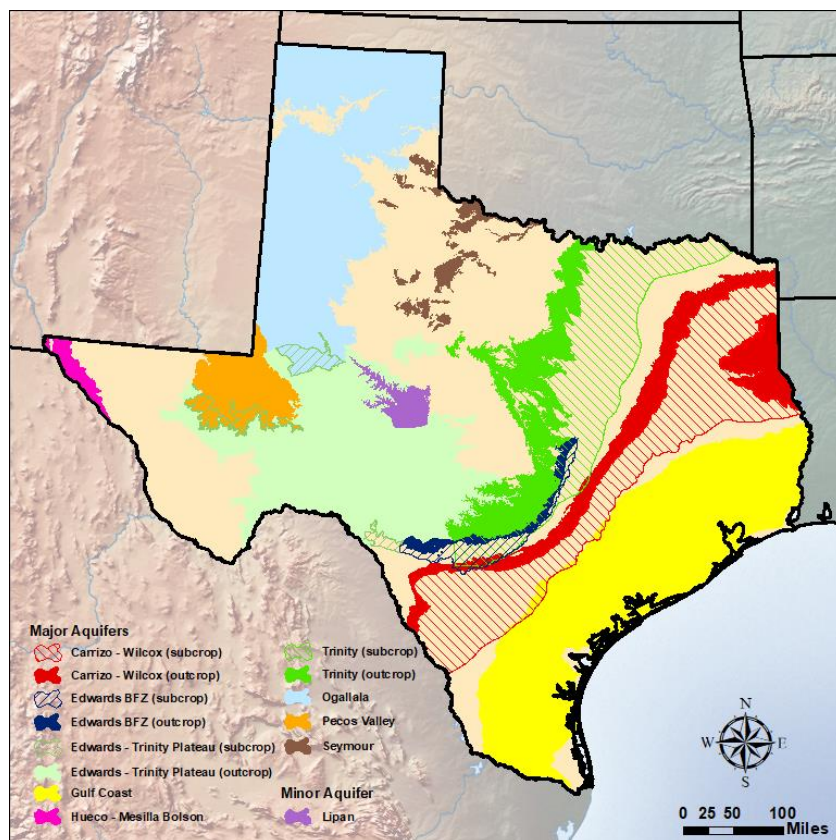 Major Aquifers
Carrizo - Wilcox (subcrop)
Carrizo - Wilcox (outcrop)
Edwards BFZ (subcrop)
Edwards BFZ (outcrop)
Edwards - Trinity Plateau (subcrop)
Edwards - Trinity Plateau (outcrop)
Gulf Coast
Hueco - Mesilla Bolson
Trinity (subcrop)
Trinity (outcrop)
Ogallala
Pecos Valley
Seymour
Minor Aquifer
Lipan
N
W E
S
0 25 50 100
Miles